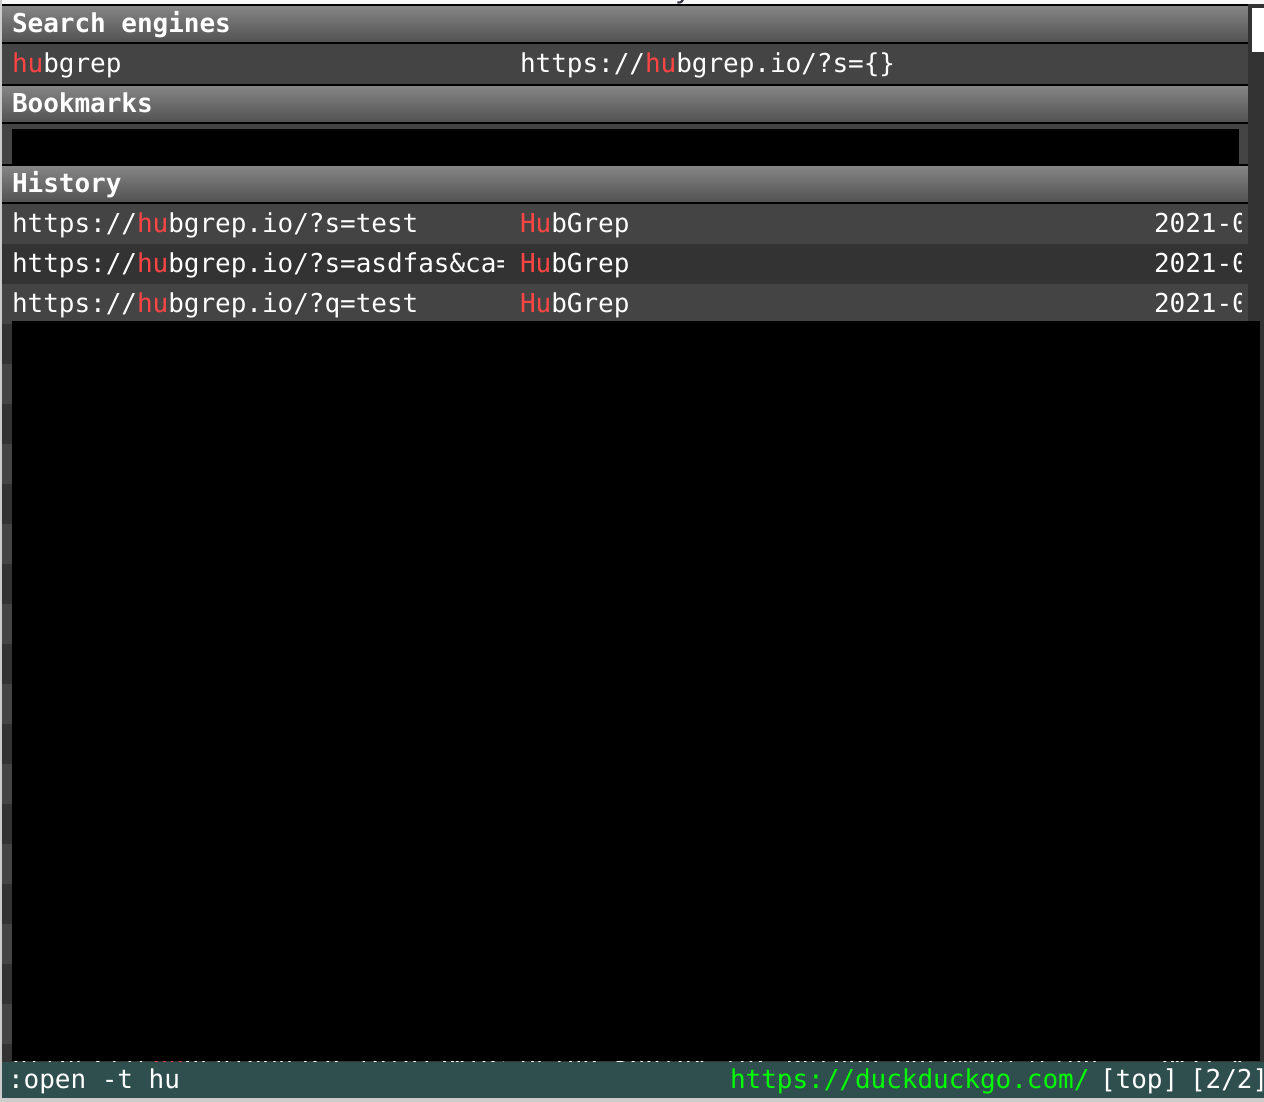 Search engines
hubgrep https://hubgrep.io/?s={}
Bookmarks
History
https://hubgrep.io/?s=test HubGrep 2021-0
https://hubgrep.io/?s=asdfas&ca= HubGrep 2021-0
https://hubgrep.io/?q=test HubGrep 2021-0
:open -t hu https://duckduckgo.com/ [top] [2/2]